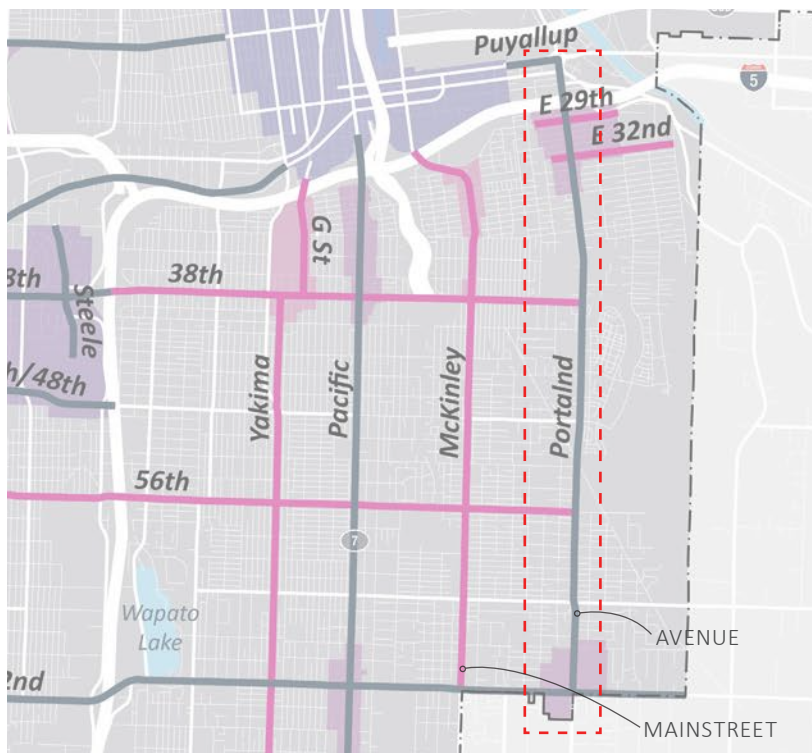 Puyallup
5
E 29th
E 32nd
G St
38th
8th
Steele
h/48th
Yakima
Pacific
McKinley
Portalnd
56th
7
Wapato
Lake
AVENUE
2nd
MAINSTREET